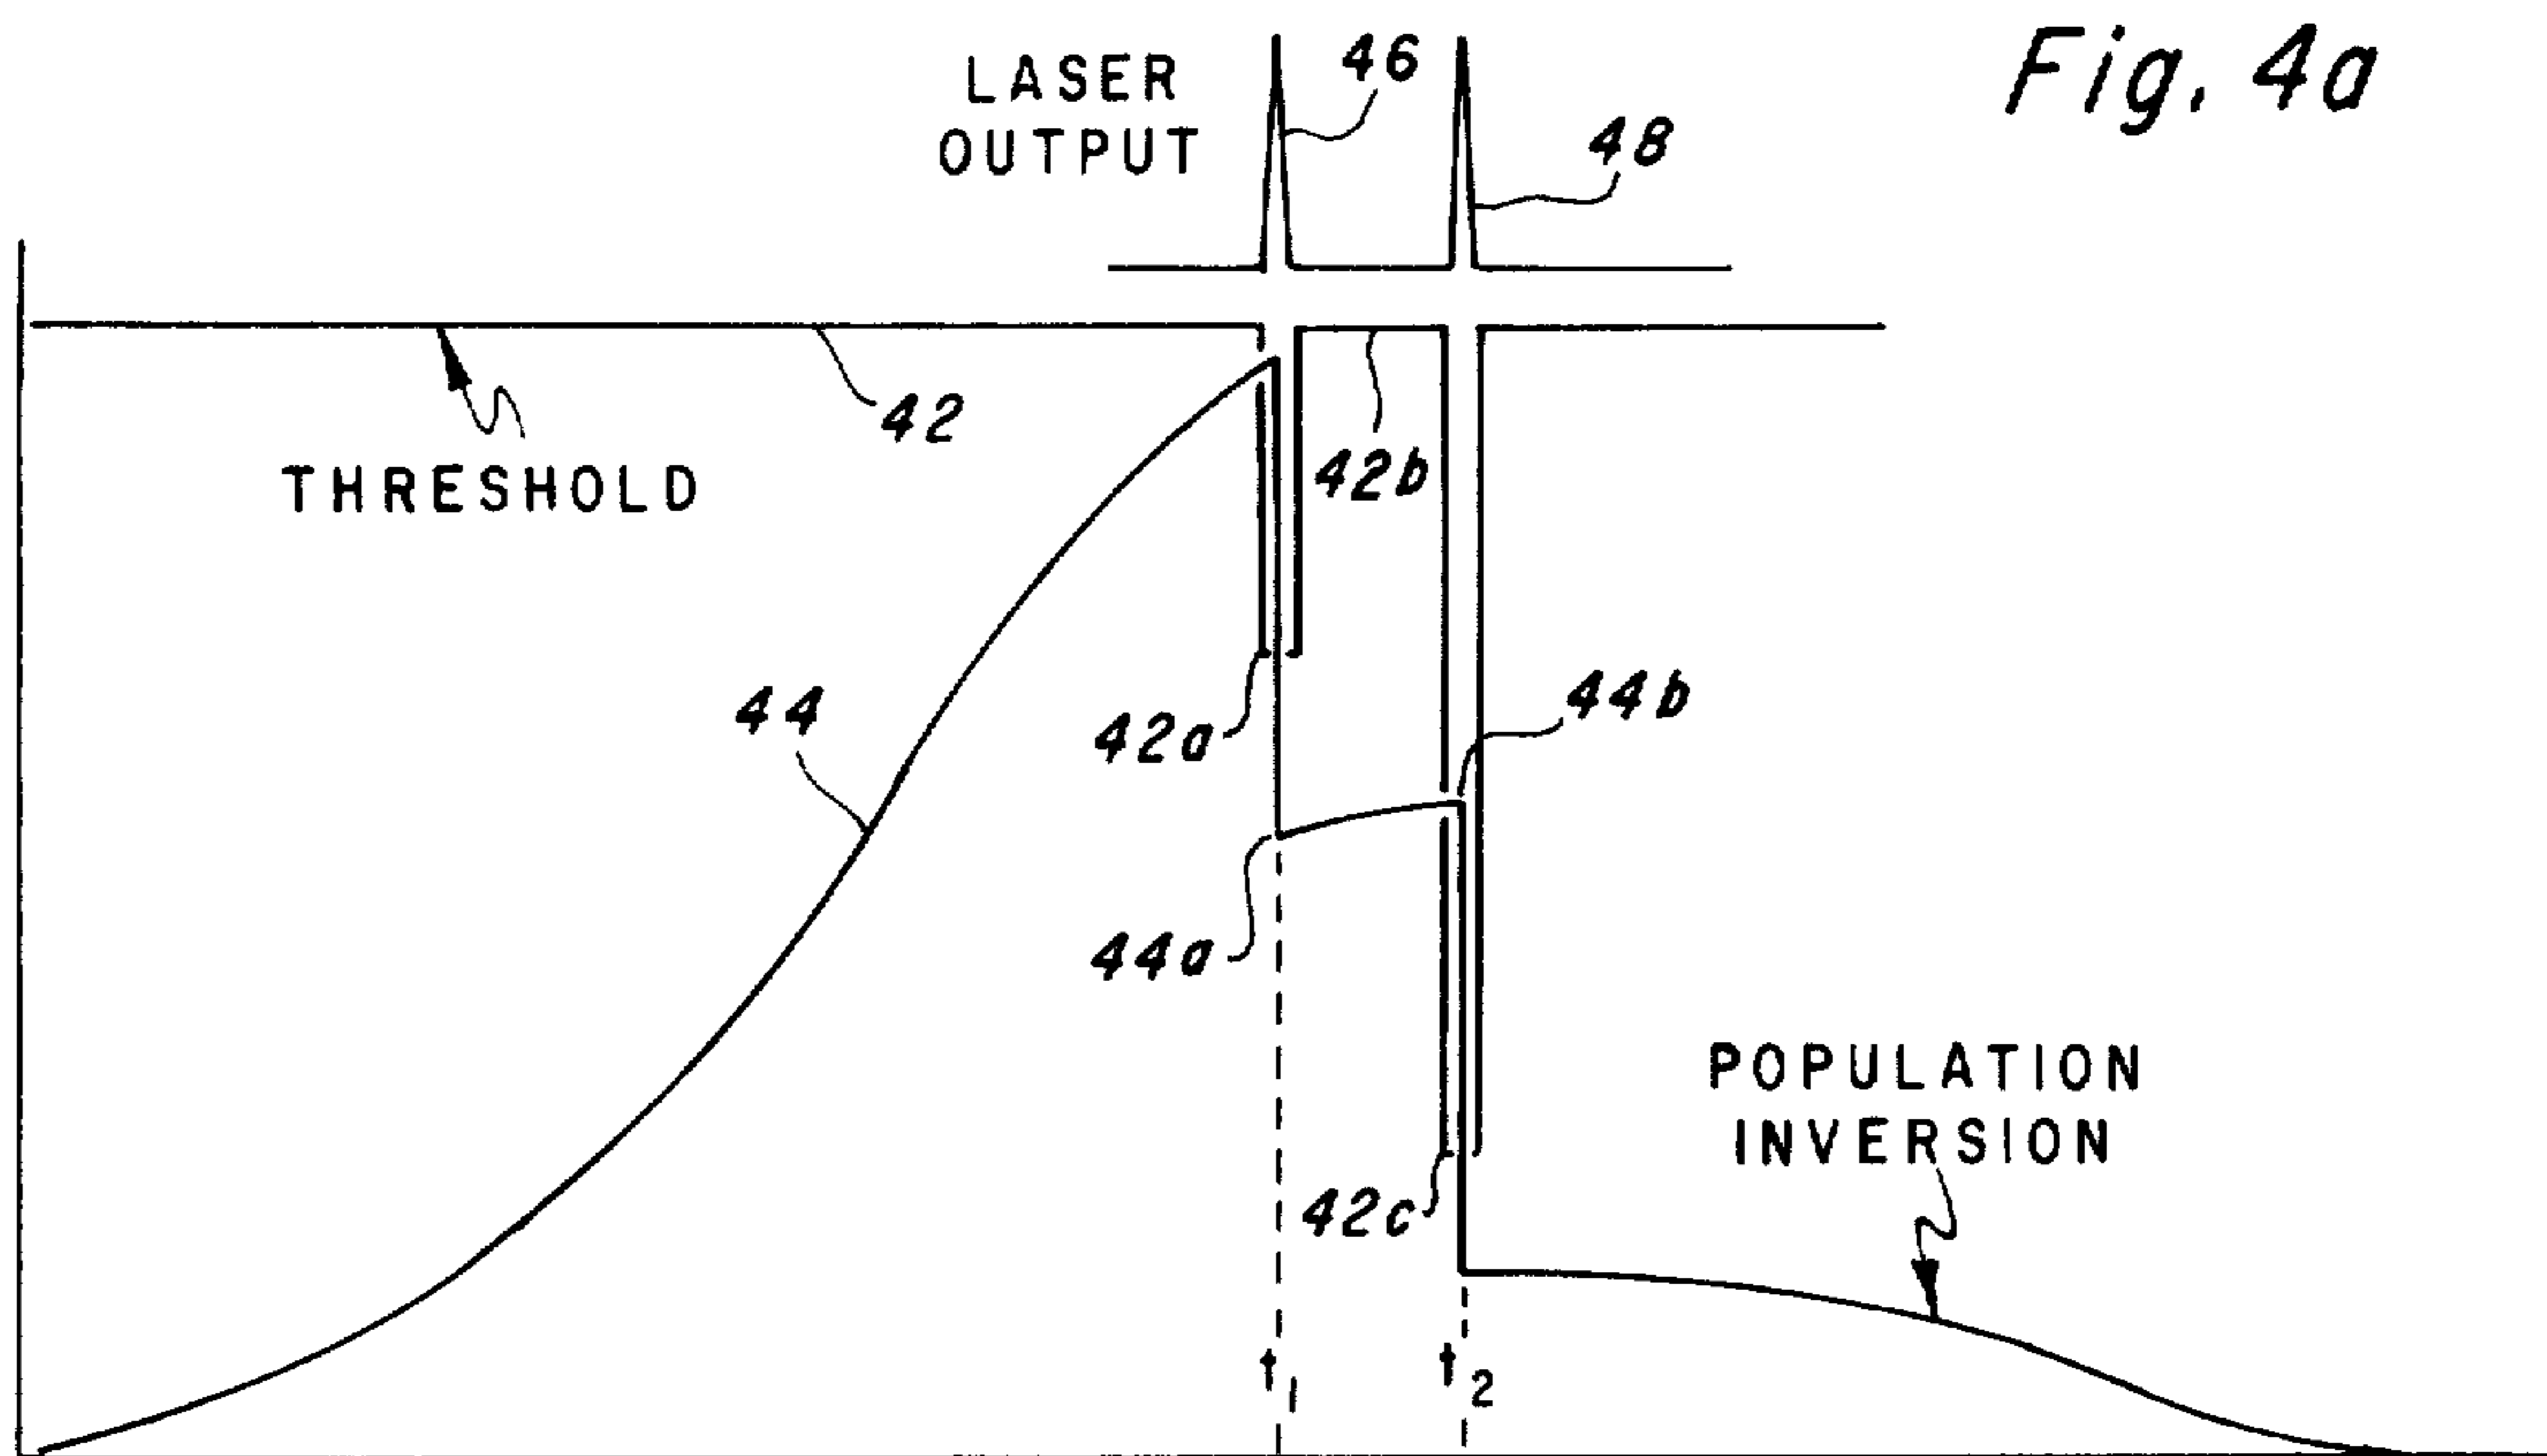 Fig. 4a
LASER
OUTPUT
46
48
42
THRESHOLD
42b
44
42a
44b
44a
POPULATION
INVERSION
42c
t1
t2